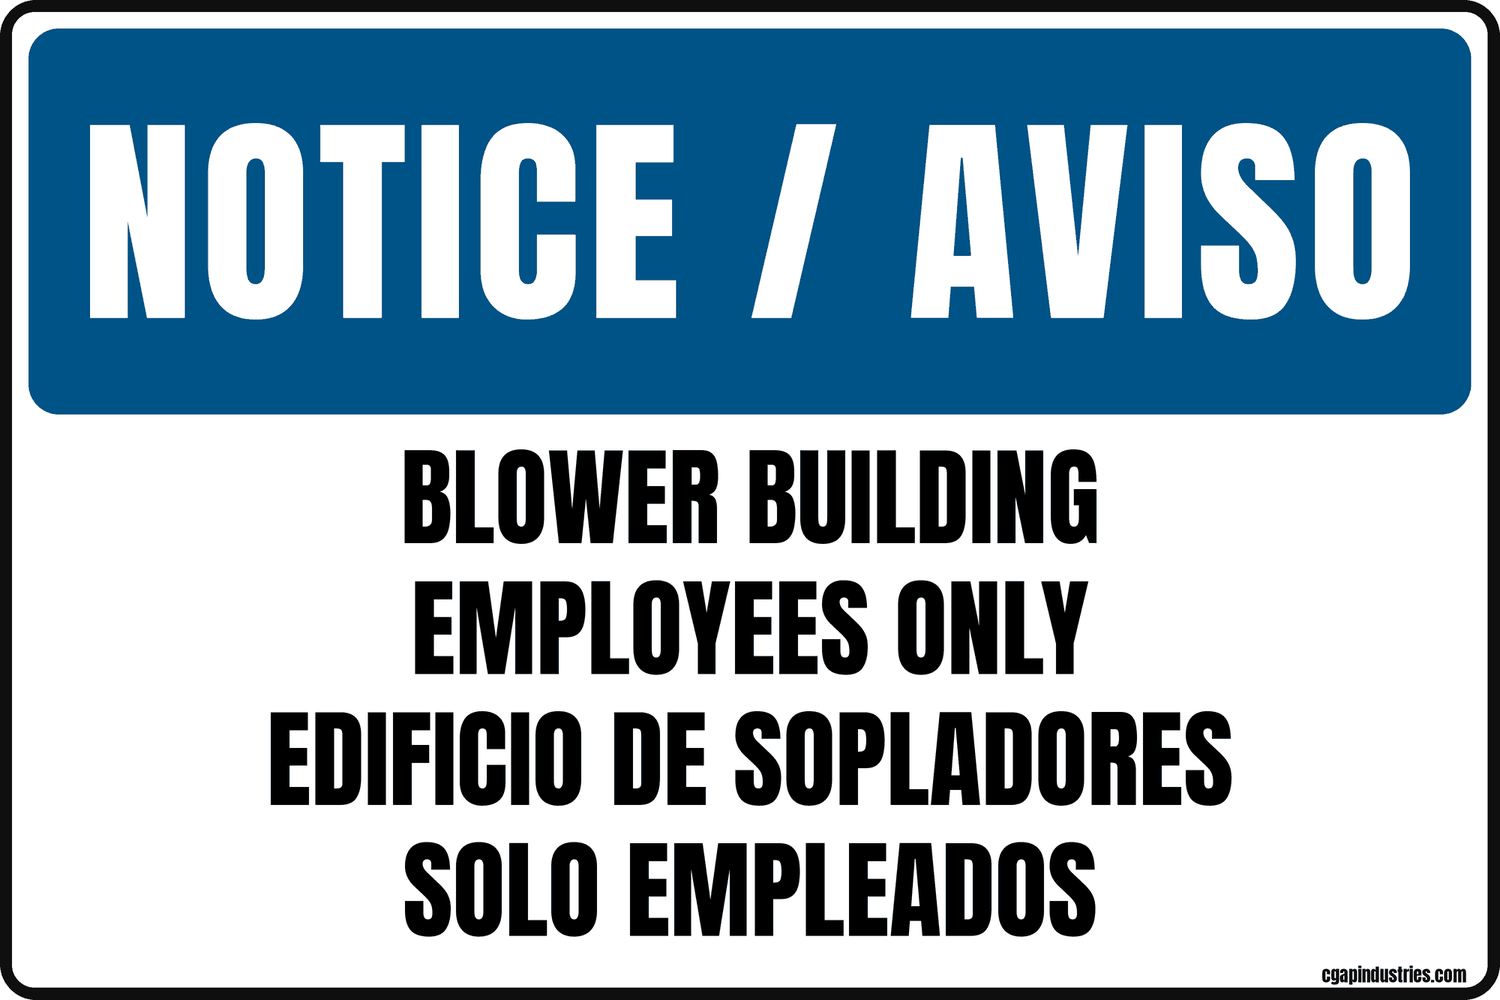 NOTICE / AVISO
BLOWER BUILDING
EMPLOYEES ONLY
EDIFICIO DE SOPLADORES
SOLO EMPLEADOS
cgapindustries.com